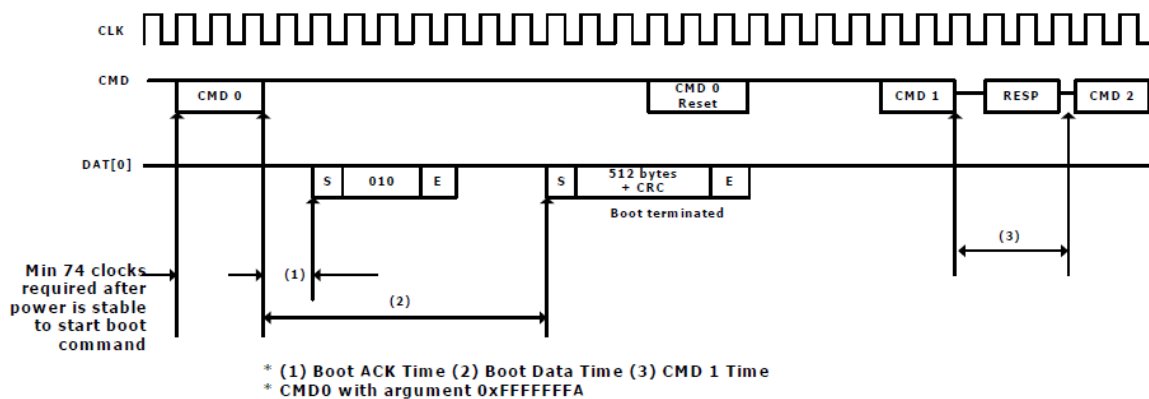 CLK
CMD
CMD 0
CMD 0
Reset
CMD 1
RESP
CMD 2
DAT[0]
S
010
E
S
512 bytes
+ CRC
E
Boot terminated
(1)
(2)
(3)
Min 74 clocks
required after
power is stable
to start boot
command
* (1) Boot ACK Time (2) Boot Data Time (3) CMD 1 Time
* CMD0 with argument 0xFFFFFFFA